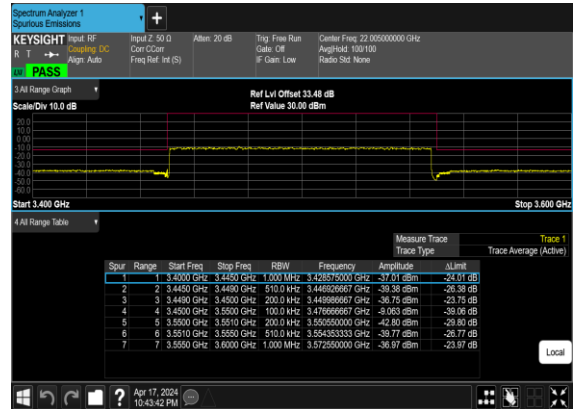 Spectrum Analyzer 1
Spurious Emissions
+
KEYSIGHT Input: RF Input Z: 50 Ω Atten: 20 dB Trig: Free Run Center Freq: 22.005000000 GHz
R T Coupling: DC Corr CCorr Gate: Off Avg|Hold: 100/100
Align: Auto Freq Ref: Int (S) IF Gain: Low Radio Std: None
LW PASS
3 All Range Graph
Ref Lvl Offset 33.48 dB
Scale/Div 10.0 dB Ref Value 30.00 dBm
20.0
10.0
0.00
-10.0
-20.0
-30.0
-40.0
-50.0
-60.0
Start 3.400 GHz Stop 3.600 GHz
4 All Range Table
Measure Trace Trace 1
Trace Type Trace Average (Active)
Spur Range Start Freq Stop Freq RBW Frequency Amplitude ΔLimit
1 1 3.4000 GHz 3.4450 GHz 1.000 MHz 3.428575000 GHz -37.01 dBm -24.01 dB
2 2 3.4450 GHz 3.4490 GHz 510.0 kHz 3.446926667 GHz -39.38 dBm -26.38 dB
3 3 3.4490 GHz 3.4500 GHz 200.0 kHz 3.449986667 GHz -36.75 dBm -23.75 dB
4 4 3.4500 GHz 3.5500 GHz 100.0 kHz 3.476666667 GHz -9.063 dBm -39.06 dB
5 5 3.5500 GHz 3.5510 GHz 200.0 kHz 3.550550000 GHz -42.80 dBm -29.80 dB
6 6 3.5510 GHz 3.5550 GHz 510.0 kHz 3.554353333 GHz -39.77 dBm -26.77 dB
7 7 3.5550 GHz 3.6000 GHz 1.000 MHz 3.572550000 GHz -36.97 dBm -23.97 dB
Local
? Apr 17, 2024
10:43:42 PM